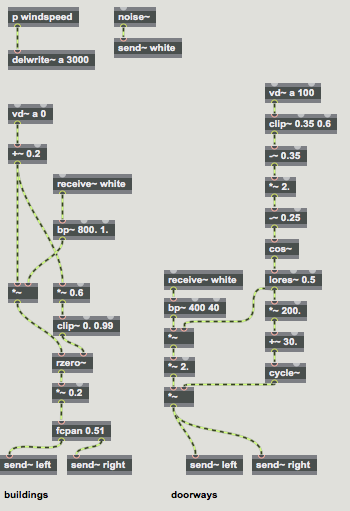 p windspeed
delwrite~ a 3000
noise~
send~ white
vd~ a 0
+~ 0.2
receive~ white
bp~ 800. 1.
*~
*~ 0.6
clip~ 0. 0.99
rzero~
*~ 0.2
fcpan 0.51
send~ left
send~ right
buildings
vd~ a 100
clip~ 0.35 0.6
-~ 0.35
*~ 2.
-~ 0.25
cos~
lores~ 0.5
*~ 200.
+~ 30.
cycle~
receive~ white
bp~ 400 40
*~
*~ 2.
*~
send~ left
send~ right
doorways